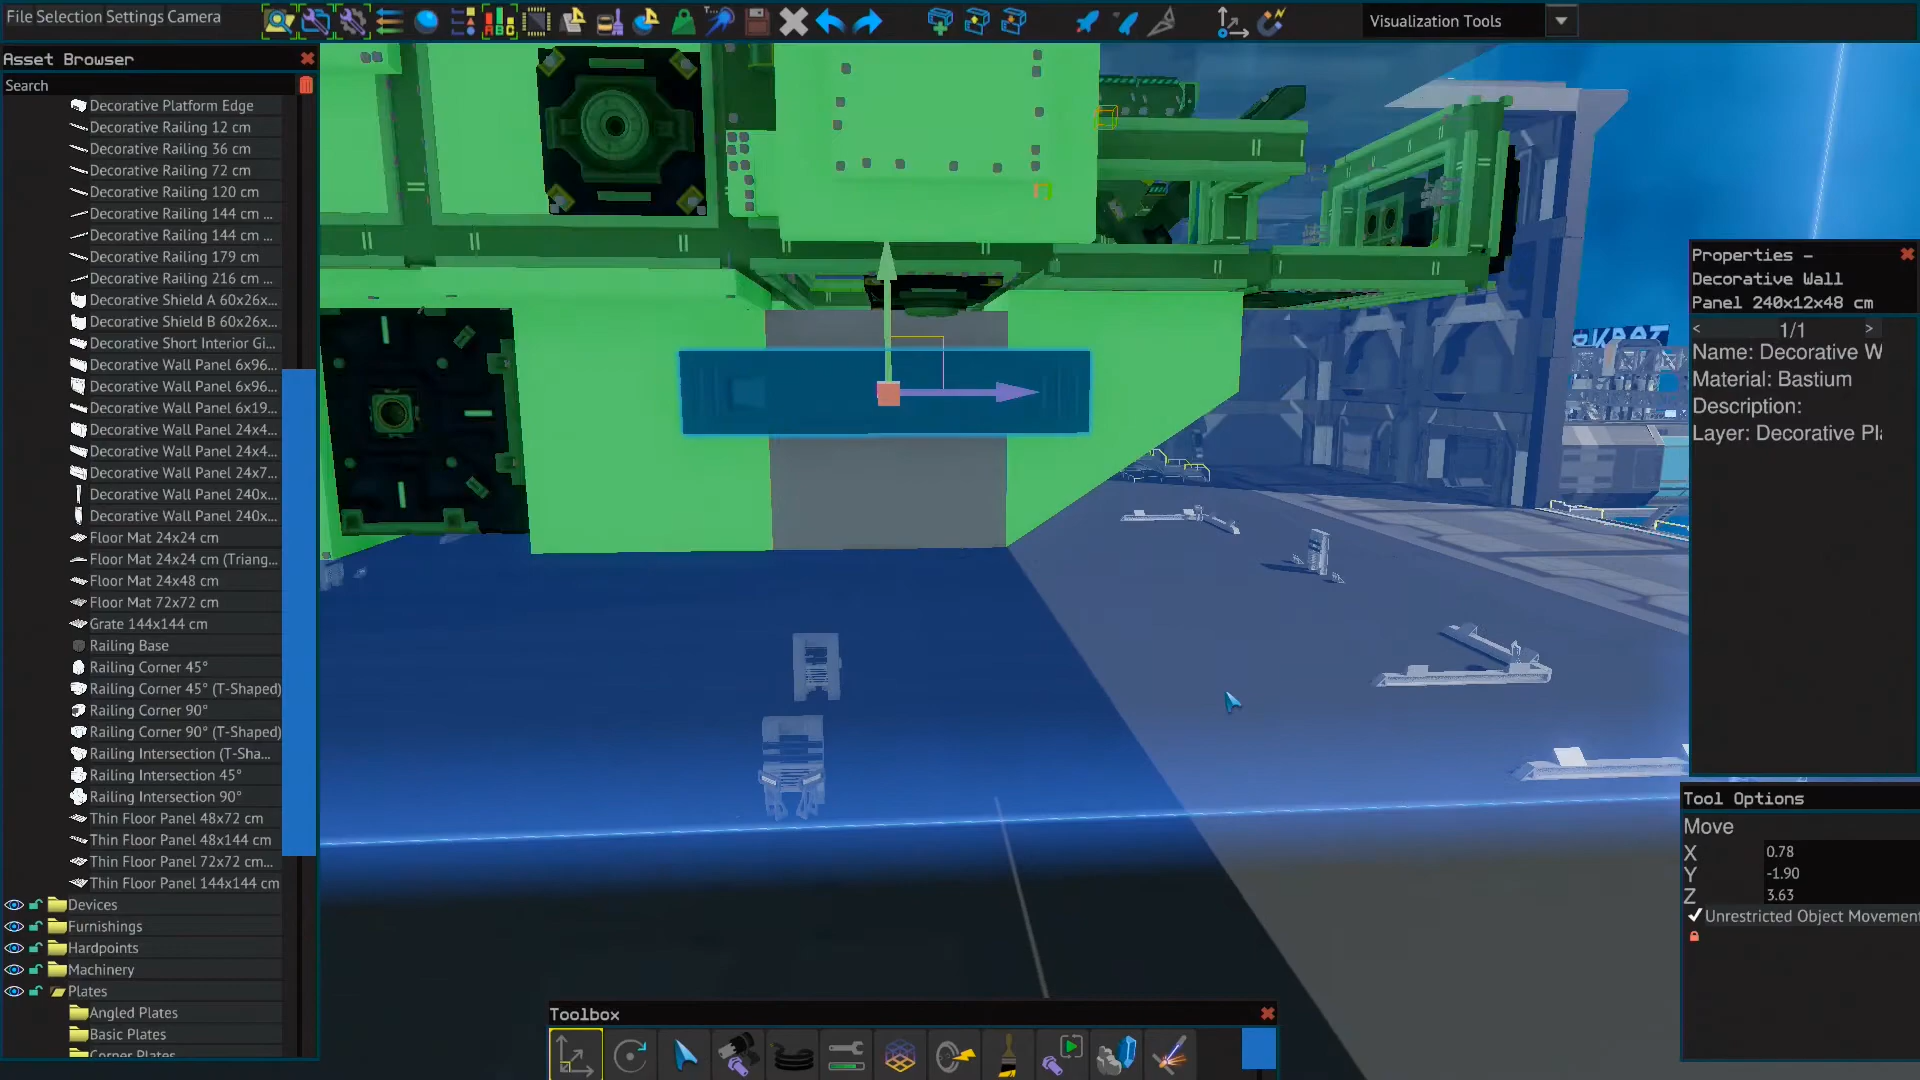 File Selection Settings Camera
Visualization Tools
Asset Browser
Search
Decorative Platform Edge
Decorative Railing 12 cm
Decorative Railing 36 cm
Decorative Railing 72 cm
Decorative Railing 120 cm
Decorative Railing 144 cm ...
Decorative Railing 144 cm ...
Decorative Railing 179 cm
Decorative Railing 216 cm ...
Decorative Shield A 60x26x...
Decorative Shield B 60x26x...
Decorative Short Interior Gi...
Decorative Wall Panel 6x96...
Decorative Wall Panel 6x96...
Decorative Wall Panel 6x19...
Decorative Wall Panel 24x4...
Decorative Wall Panel 24x4...
Decorative Wall Panel 24x7...
Decorative Wall Panel 240x...
Decorative Wall Panel 240x...
Floor Mat 24x24 cm
Floor Mat 24x24 cm (Triang...
Floor Mat 24x48 cm
Floor Mat 72x72 cm
Grate 144x144 cm
Railing Base
Railing Corner 45°
Railing Corner 45° (T-Shaped)
Railing Corner 90°
Railing Corner 90° (T-Shaped)
Railing Intersection (T-Sha...
Railing Intersection 45°
Railing Intersection 90°
Thin Floor Panel 48x72 cm
Thin Floor Panel 48x144 cm
Thin Floor Panel 72x72 cm...
Thin Floor Panel 144x144 cm
Devices
Furnishings
Hardpoints
Machinery
Plates
Angled Plates
Basic Plates
Corner Plates
Properties -
Decorative Wall
Panel 240x12x48 cm
< 1/1 >
Name: Decorative W
Material: Bastium
Description:
Layer: Decorative Pl
Tool Options
Move
X 0.78
Y -1.90
Z 3.63
Unrestricted Object Movement
Toolbox